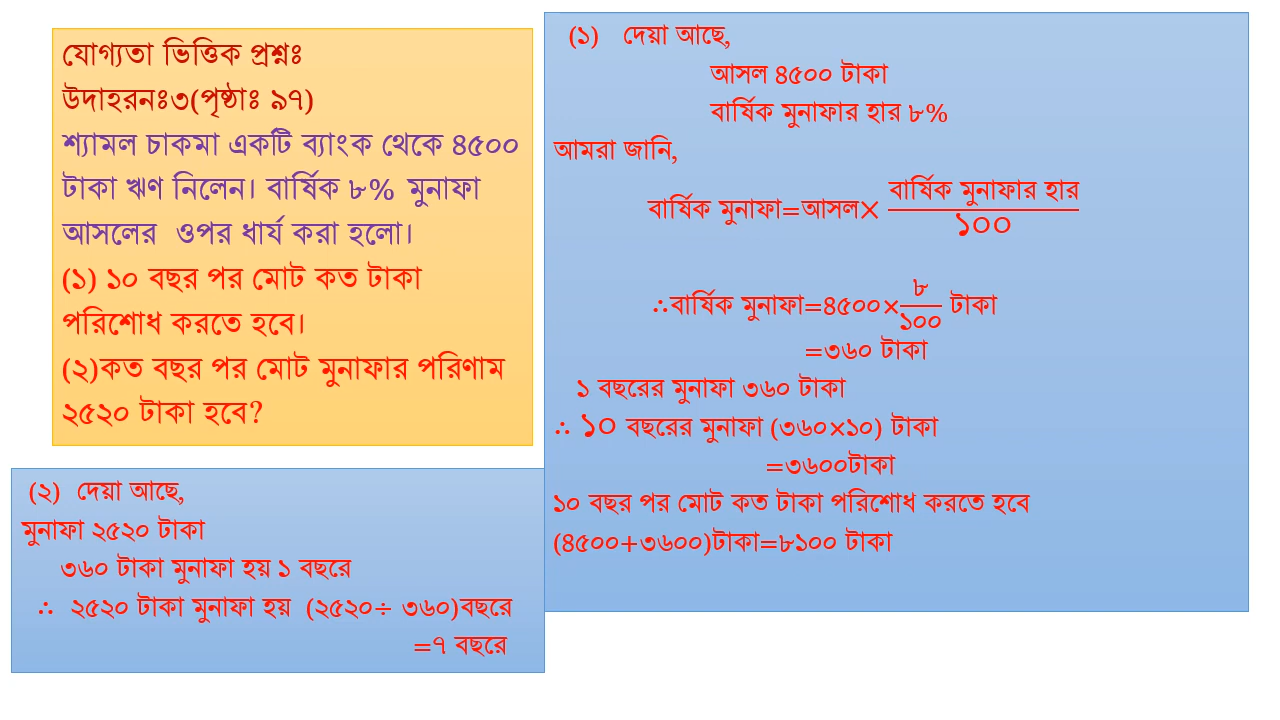 যোগ্যতা ভিত্তিক প্রশ্নঃ
উদাহরনঃ৩(পৃষ্ঠাঃ ৯৭)
শ্যামল চাকমা একটি ব্যাংক থেকে ৪৫০০
টাকা ঋণ নিলেন। বার্ষিক ৮% মুনাফা
আসলের ওপর ধার্য করা হলো।
(১) ১০ বছর পর মোট কত টাকা
পরিশোধ করতে হবে।
(২)কত বছর পর মোট মুনাফার পরিণাম
২৫২০ টাকা হবে?
(১) দেয়া আছে,
আসল ৪৫০০ টাকা
বার্ষিক মুনাফার হার ৮%
আমরা জানি,
বার্ষিক মুনাফা=আসল× বার্ষিক মুনাফার হার/১০০
∴বার্ষিক মুনাফা=৪৫০০×৮/১০০ টাকা
=৩৬০ টাকা
১ বছরের মুনাফা ৩৬০ টাকা
∴ ১০ বছরের মুনাফা (৩৬০×১০) টাকা
=৩৬০০টাকা
১০ বছর পর মোট কত টাকা পরিশোধ করতে হবে
(৪৫০০+৩৬০০)টাকা=৮১০০ টাকা
(২) দেয়া আছে,
মুনাফা ২৫২০ টাকা
৩৬০ টাকা মুনাফা হয় ১ বছরে
∴ ২৫২০ টাকা মুনাফা হয় (২৫২০÷ ৩৬০)বছরে
=৭ বছরে